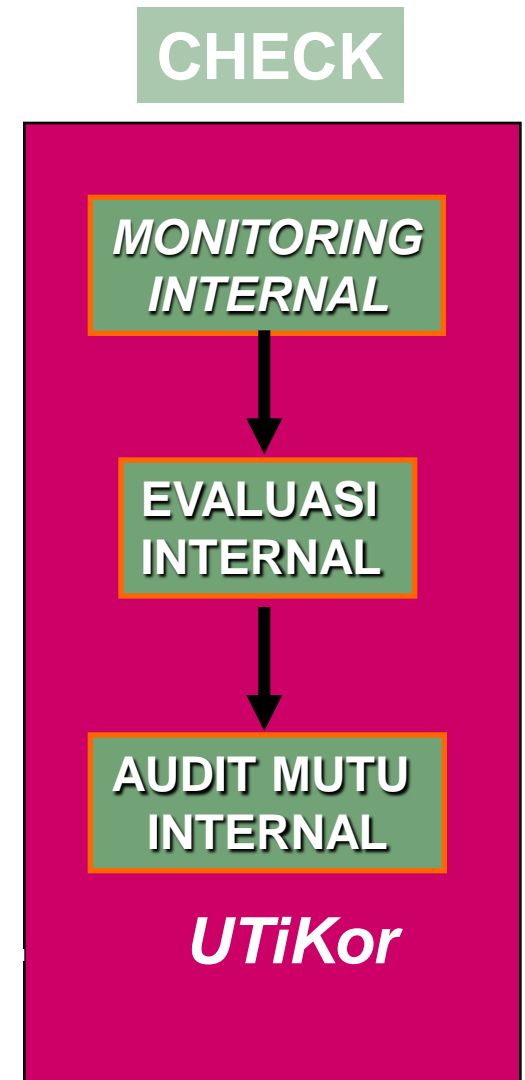 CHECK
MONITORING
INTERNAL
EVALUASI
INTERNAL
AUDIT MUTU
INTERNAL
UTiKor